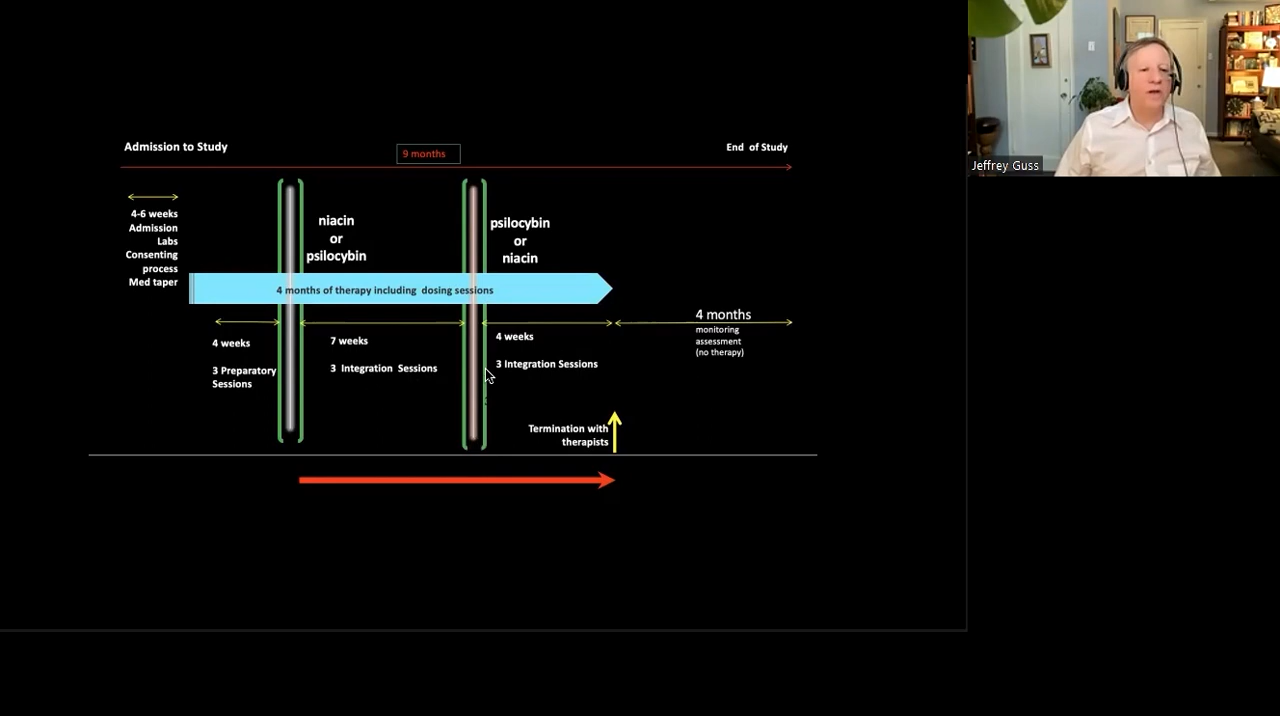 Admission to Study
9 months
End of Study
4-6 weeks
Admission
Labs
Consenting
process
Med taper
niacin
or
psilocybin
psilocybin
or
niacin
4 months of therapy including dosing sessions
4 weeks
3 Preparatory
Sessions
7 weeks
3 Integration Sessions
4 weeks
3 Integration Sessions
4 months
monitoring
assessment
(no therapy)
Termination with
therapists
Jeffrey Guss